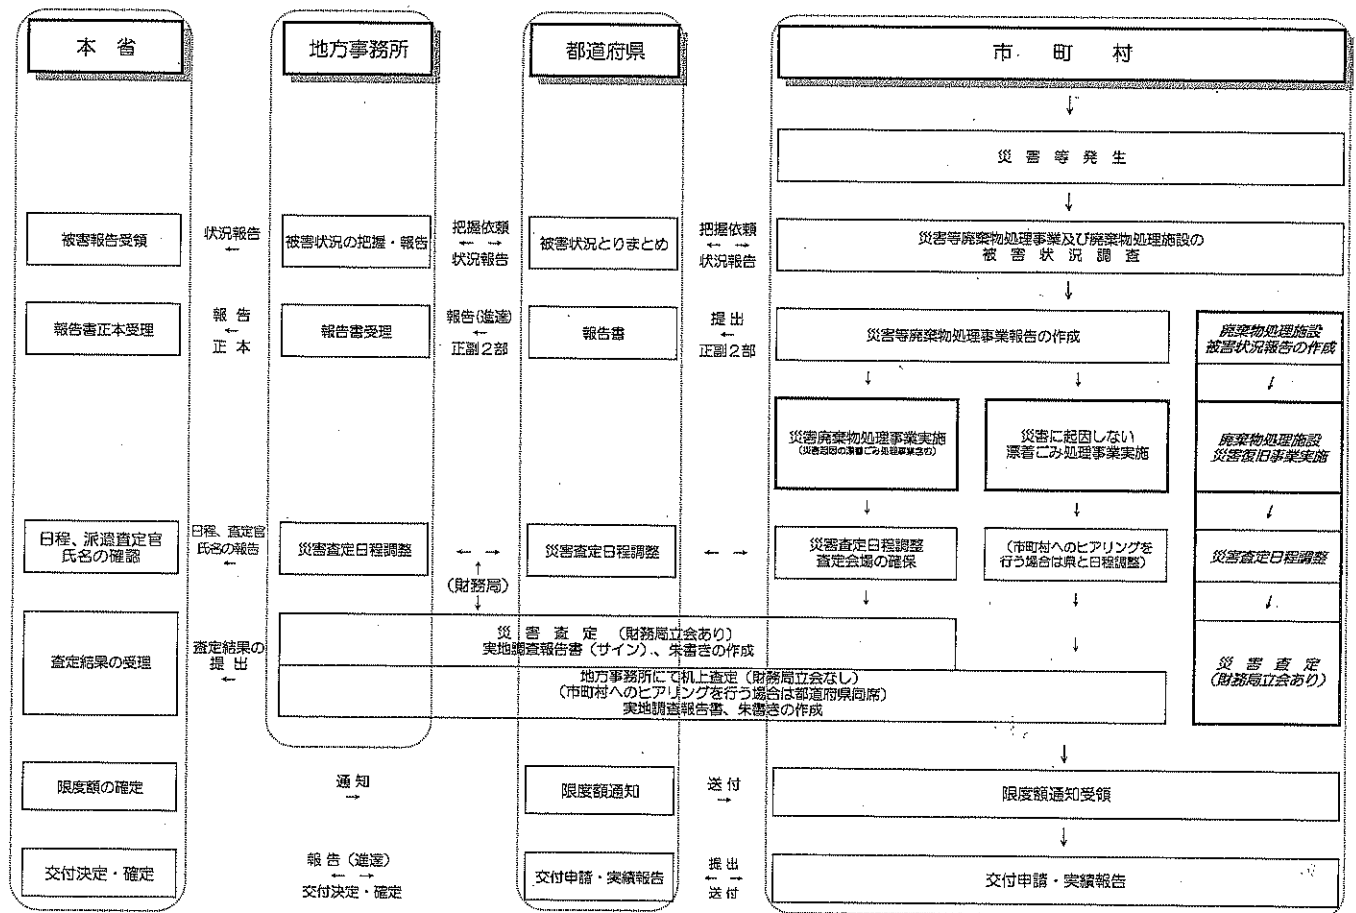 本 省
地方事務所
都道府県
市 町 村
↓
災 害 等 発 生
↓
被害報告受領
状況報告
←
被害状況の把握・報告
把握依頼
← →
状況報告
被害状況とりまとめ
把握依頼
← →
状況報告
災害等廃棄物処理事業及び廃棄物処理施設の
被 害 状 況 調 査
↓
報告書正本受理
報 告
←
正 本
報告書受理
報告(進達)
←
正副2部
報告書
提 出
←
正副2部
災害等廃棄物処理事業報告の作成
廃棄物処理施設
被害状況報告の作成
↓ ↓ ↓
災害廃棄物処理事業実施
(災害起因の漂着ごみ処理事業含む)
災害に起因しない
漂着ごみ処理事業実施
廃棄物処理施設
災害復旧事業実施
↓ ↓ ↓
日程、派遣査定官
氏名の確認
日程、査定官
氏名の報告
←
災害査定日程調整
← →
↑
(財務局)
↓
災害査定日程調整
← →
災害査定日程調整
査定会場の確保
(市町村へのヒアリングを
行う場合は県と日程調整)
災害査定日程調整
↓ ↓ ↓
査定結果の受理
査定結果の
提 出
←
災 害 査 定 (財務局立会あり)
実地調査報告書(サイン)、朱書きの作成
↓
地方事務所にて机上査定(財務局立会なし)
(市町村へのヒアリングを行う場合は都道府県同席)
実地調査報告書、朱書きの作成
災 害 査 定
(財務局立会あり)
↓
限度額の確定
通 知
→
限度額通知
送 付
→
限度額通知受領
↓
交付決定・確定
報 告 (進達)
← →
交付決定・確定
交付申請・実績報告
提 出
← →
送 付
交付申請・実績報告